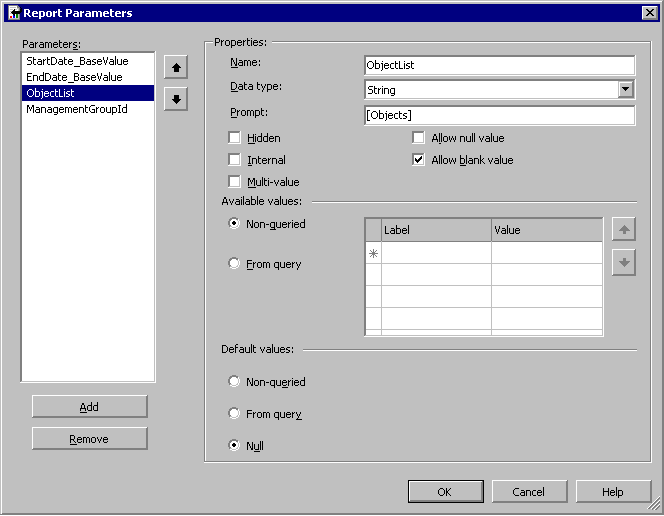 Report Parameters
Parameters:
StartDate_BaseValue
EndDate_BaseValue
ObjectList
ManagementGroupId
Add
Remove
Properties:
Name:
ObjectList
Data type:
String
Prompt:
[Objects]
Hidden
Allow null value
Internal
Allow blank value
Multi-value
Available values:
Non-queried
From query
Label
Value
Default values:
Non-queried
From query
Null
OK
Cancel
Help